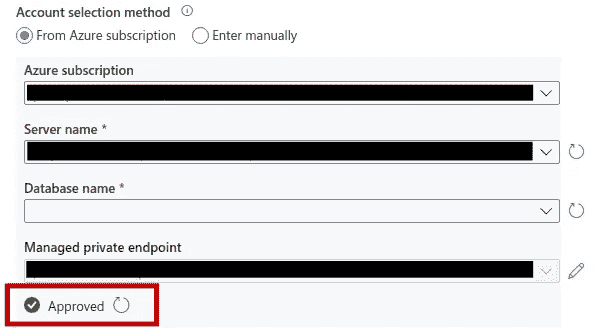 Account selection method
From Azure subscription Enter manually
Azure subscription
Server name *
Database name *
Managed private endpoint
Approved